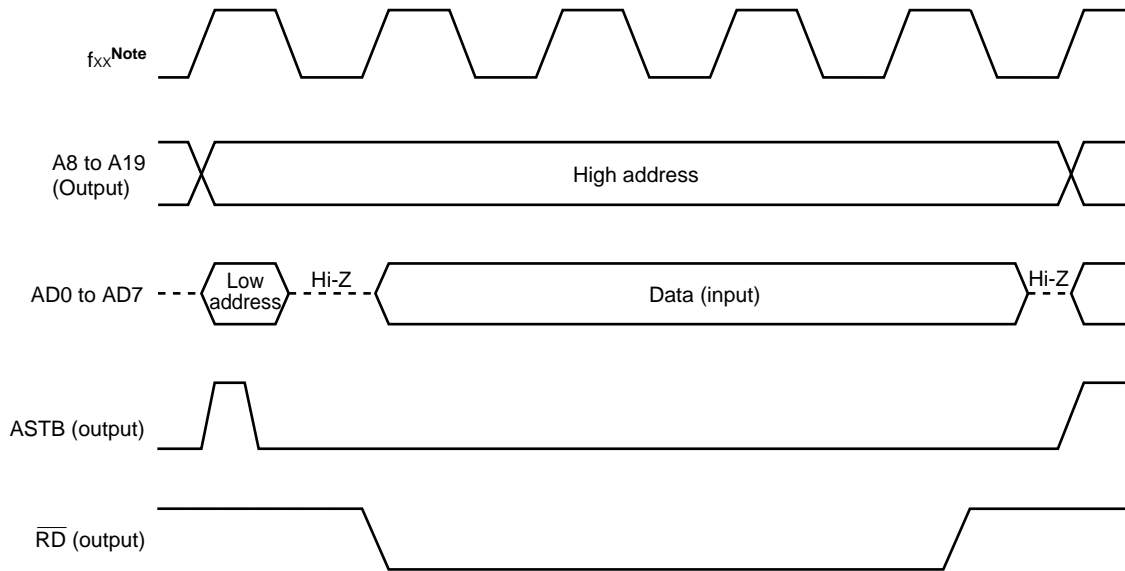 fxxNote
A8 to A19
(Output)
High address
AD0 to AD7
Low
address
Hi-Z
Data (input)
Hi-Z
ASTB (output)
RD (output)